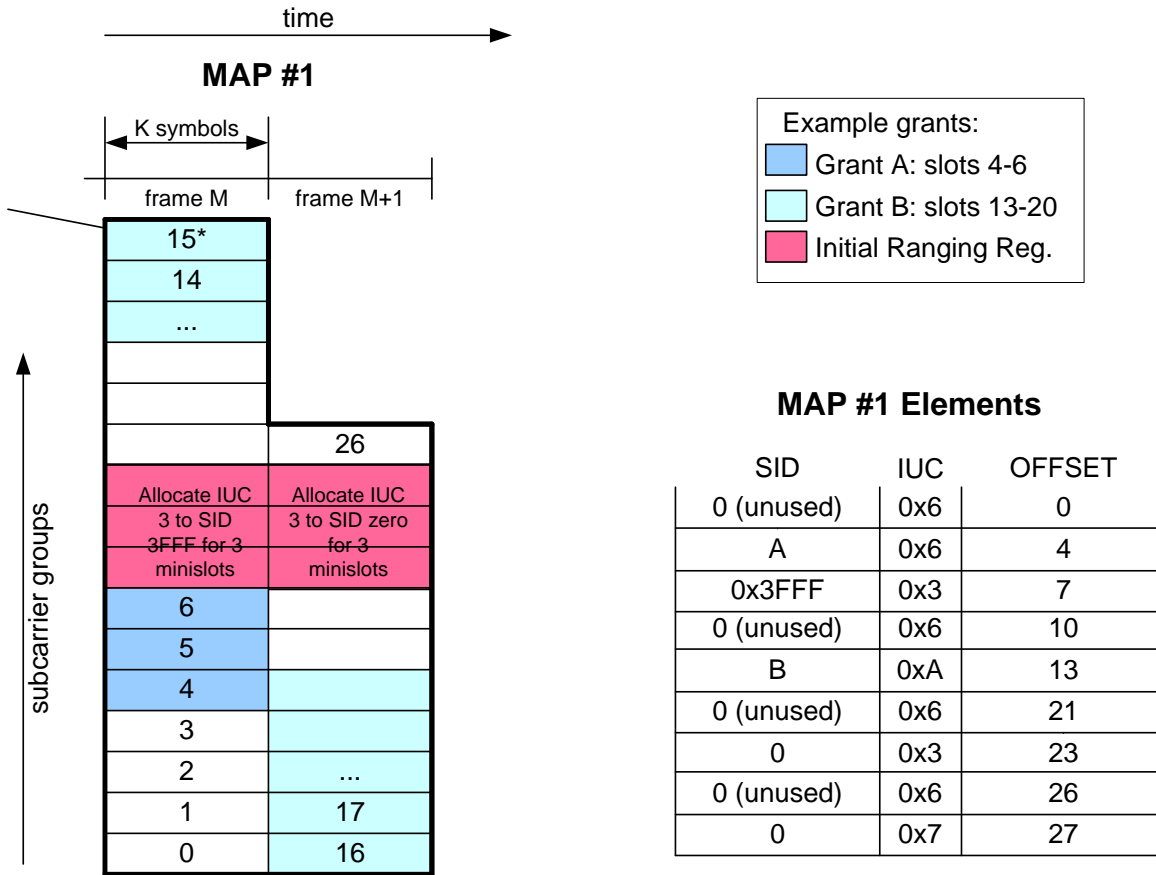 time
MAP #1
K symbols
frame M
frame M+1
15*
14
...
26
Allocate IUC
3 to SID
3FFF for 3
minislots
Allocate IUC
3 to SID zero
for 3
minislots
6
5
4
3
2
1
0
...
17
16
subcarrier groups
Example grants:
Grant A: slots 4-6
Grant B: slots 13-20
Initial Ranging Reg.
MAP #1 Elements
SID IUC OFFSET
0 (unused) 0x6 0
A 0x6 4
0x3FFF 0x3 7
0 (unused) 0x6 10
B 0xA 13
0 (unused) 0x6 21
0 0x3 23
0 (unused) 0x6 26
0 0x7 27